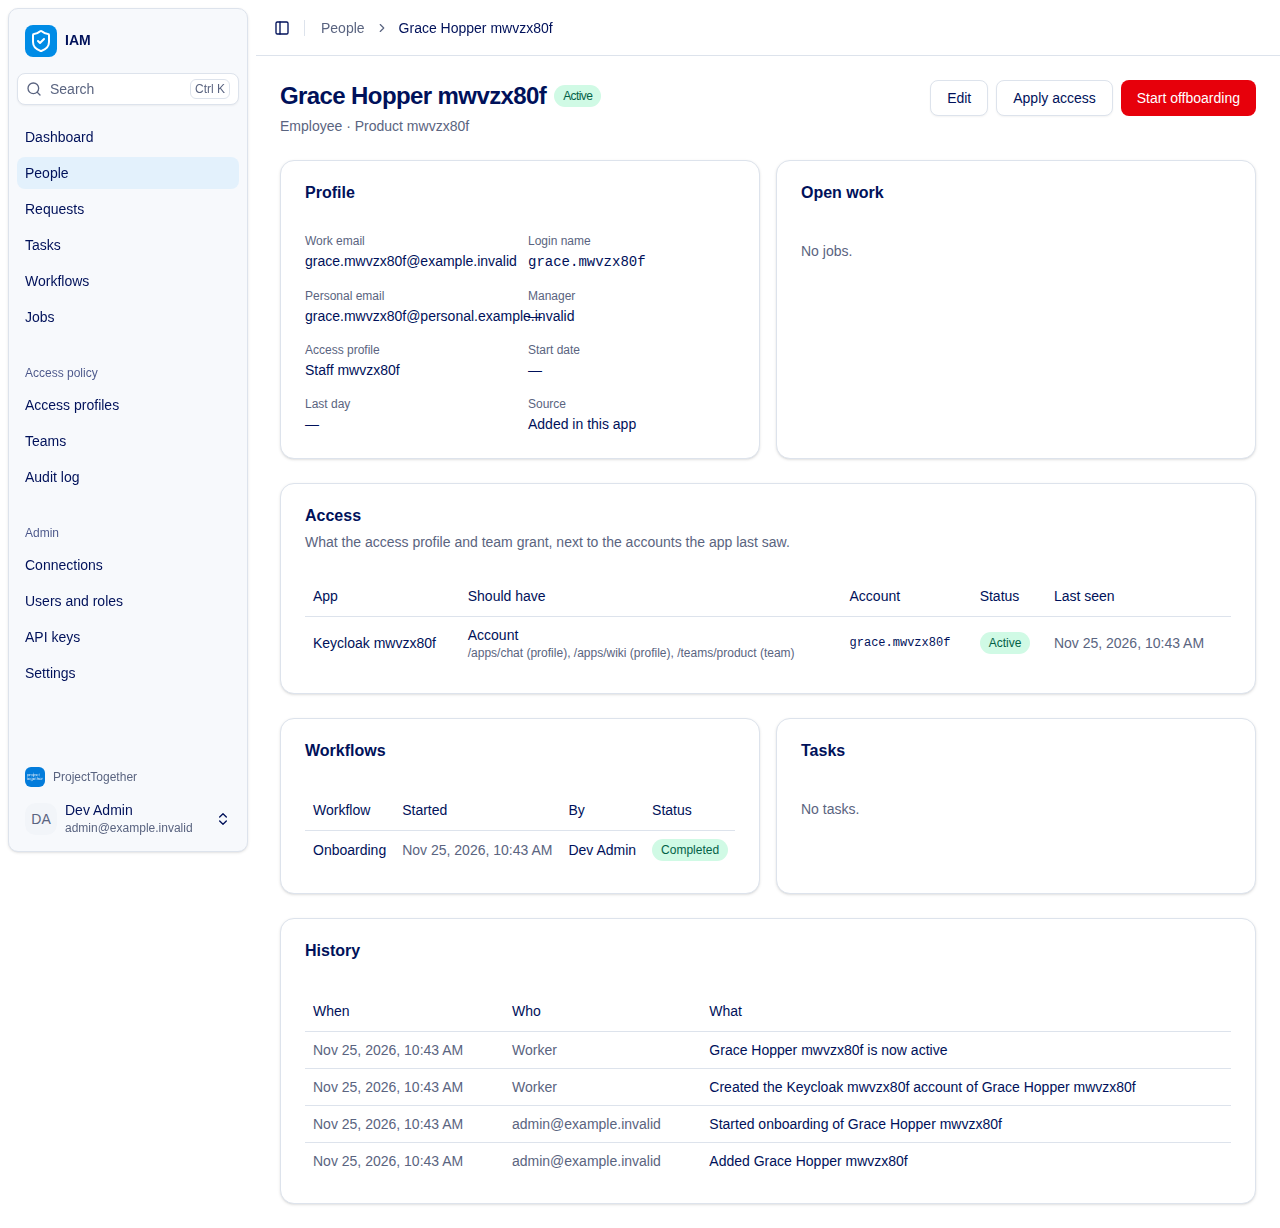 IAM
Search
Ctrl K
Dashboard
People
Requests
Tasks
Workflows
Jobs
Access policy
Access profiles
Teams
Audit log
Admin
Connections
Users and roles
API keys
Settings
ProjectTogether
DA
Dev Admin
admin@example.invalid
People
Grace Hopper mwvzx80f
Grace Hopper mwvzx80f
Active
Employee · Product mwvzx80f
Edit
Apply access
Start offboarding
Profile
Work email
grace.mwvzx80f@example.invalid
Login name
grace.mwvzx80f
Personal email
grace.mwvzx80f@personal.example.invalid
Manager
—
Access profile
Staff mwvzx80f
Start date
—
Last day
—
Source
Added in this app
Open work
No jobs.
Access
What the access profile and team grant, next to the accounts the app last saw.
App Should have Account Status Last seen
Keycloak mwvzx80f
Account
/apps/chat (profile), /apps/wiki (profile), /teams/product (team)
grace.mwvzx80f
Active
Nov 25, 2026, 10:43 AM
Workflows
Workflow Started By Status
Onboarding Nov 25, 2026, 10:43 AM Dev Admin Completed
Tasks
No tasks.
History
When Who What
Nov 25, 2026, 10:43 AM Worker Grace Hopper mwvzx80f is now active
Nov 25, 2026, 10:43 AM Worker Created the Keycloak mwvzx80f account of Grace Hopper mwvzx80f
Nov 25, 2026, 10:43 AM admin@example.invalid Started onboarding of Grace Hopper mwvzx80f
Nov 25, 2026, 10:43 AM admin@example.invalid Added Grace Hopper mwvzx80f